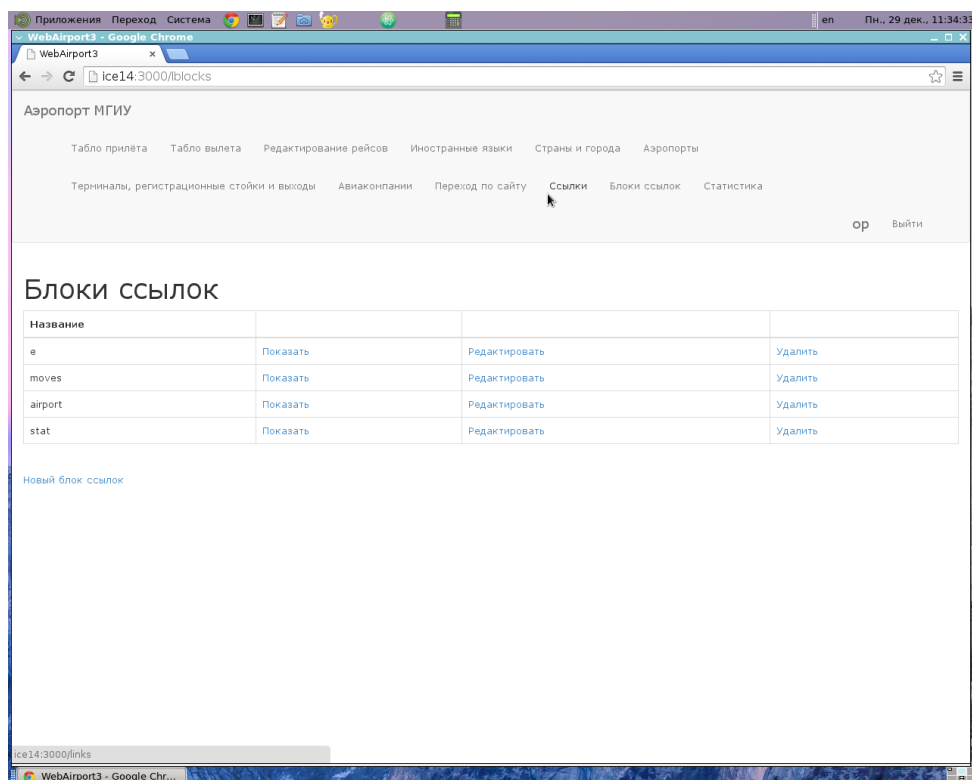 Приложения Переход Система en Пн., 29 дек., 11:34:33
WebAirport3 - Google Chrome
WebAirport3
ice14:3000/lblocks
Аэропорт МГИУ
Табло прилёта Табло вылета Редактирование рейсов Иностранные языки Страны и города Аэропорты
Терминалы, регистрационные стойки и выходы Авиакомпании Переход по сайту Ссылки Блоки ссылок Статистика
op Выйти
Блоки ссылок
Название
e Показать Редактировать Удалить
moves Показать Редактировать Удалить
airport Показать Редактировать Удалить
stat Показать Редактировать Удалить
Новый блок ссылок
ice14:3000/links
WebAirport3 - Google Chr...